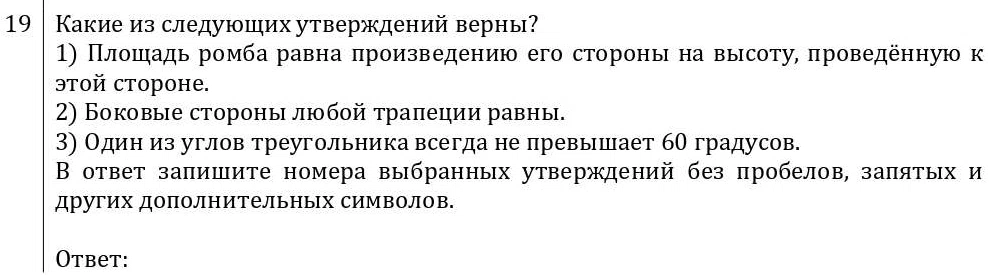 19 Какие из следующих утверждений верны?
1) Площадь ромба равна произведению его стороны на высоту, проведённую к
этой стороне.
2) Боковые стороны любой трапеции равны.
3) Один из углов треугольника всегда не превышает 60 градусов.
В ответ запишите номера выбранных утверждений без пробелов, запятых и
других дополнительных символов.
Ответ: